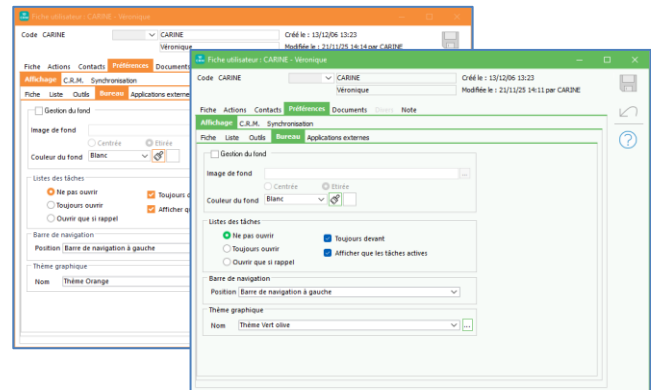 Fiche utilisateur : CARINE - Véronique
Code CARINE
CARINE
Créé le : 13/12/06 13:23
Véronique
Modifiée le : 21/11/25 14:14 par CARINE
Fiche Actions Contacts Préférences Documents
Affichage C.R.M. Synchronisation
Fiche Liste Outils Bureau Applications externe
Gestion du fond
Image de fond
Centrée Etirée
Couleur du fond Blanc
Listes des tâches
Ne pas ouvrir
Toujours d
Toujours ouvrir
Afficher qu
Ouvrir que si rappel
Barre de navigation
Position Barre de navigation à gauche
Thème graphique
Nom Thème Orange
Fiche utilisateur : CARINE - Véronique
Code CARINE
CARINE
Créé le : 13/12/06 13:23
Véronique
Modifiée le : 21/11/25 14:11 par CARINE
Fiche Actions Contacts Préférences Documents Divers Note
Affichage C.R.M. Synchronisation
Fiche Liste Outils Bureau Applications externes
Gestion du fond
Image de fond
...
Centrée Etirée
Couleur du fond Blanc
Listes des tâches
Ne pas ouvrir
Toujours devant
Toujours ouvrir
Afficher que les tâches actives
Ouvrir que si rappel
Barre de navigation
Position Barre de navigation à gauche
Thème graphique
Nom Thème Vert olive
...